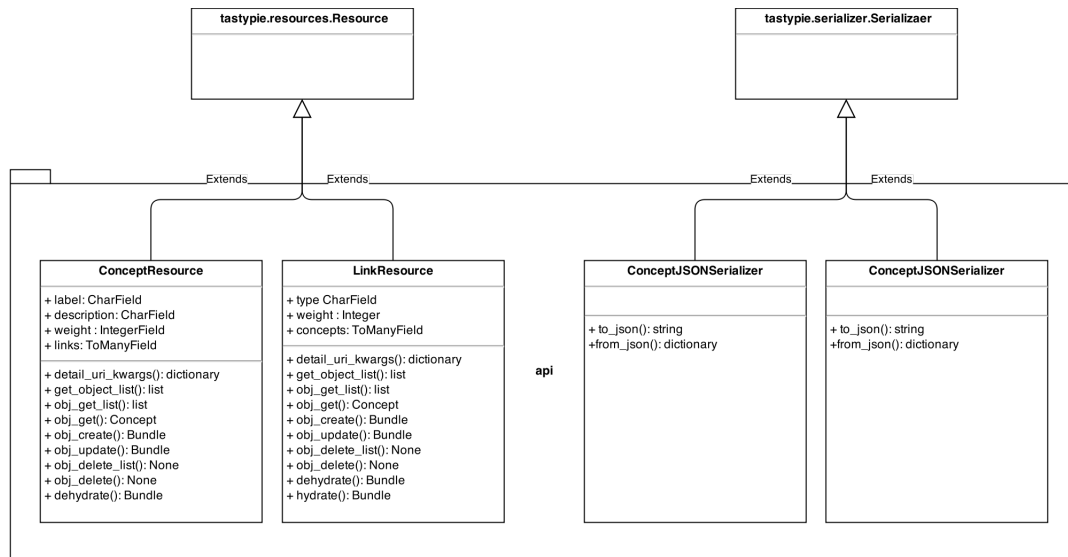 tastypie.resources.Resource
tastypie.serializer.Serializaer
Extends
Extends
Extends
Extends
ConceptResource
+ label: CharField
+ description: CharField
+ weight : IntegerField
+ links: ToManyField
+ detail_uri_kwargs(): dictionary
+ get_object_list(): list
+ obj_get_list(): list
+ obj_get(): Concept
+ obj_create(): Bundle
+ obj_update(): Bundle
+ obj_delete_list(): None
+ obj_delete(): None
+ dehydrate(): Bundle
LinkResource
+ type CharField
+ weight : Integer
+ concepts: ToManyField
+ detail_uri_kwargs(): dictionary
+ get_object_list(): list
+ obj_get_list(): list
+ obj_get(): Concept
+ obj_create(): Bundle
+ obj_update(): Bundle
+ obj_delete_list(): None
+ obj_delete(): None
+ dehydrate(): Bundle
+ hydrate(): Bundle
api
ConceptJSONSerializer
+ to_json(): string
+from_json(): dictionary
ConceptJSONSerializer
+ to_json(): string
+from_json(): dictionary